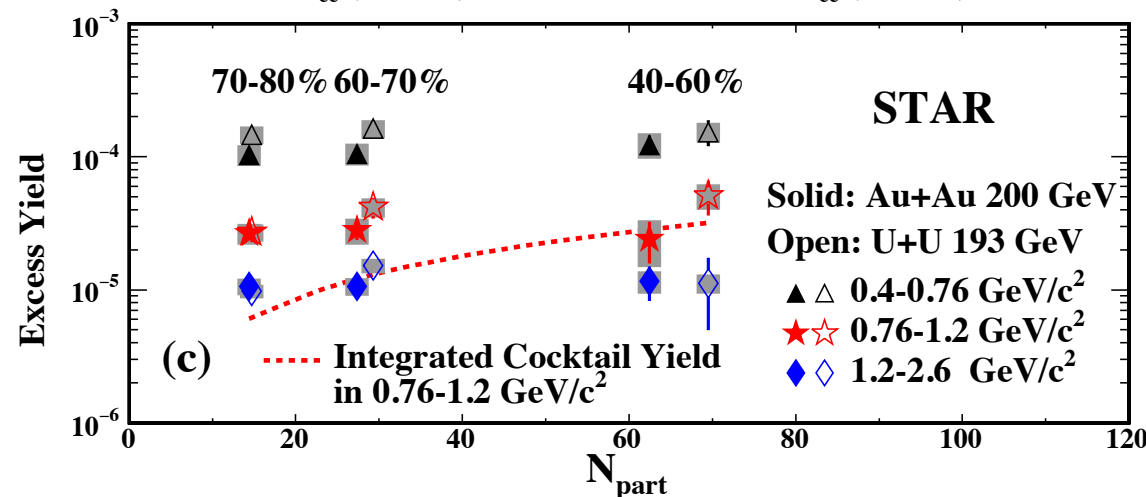 10⁻³
70-80% 60-70% 40-60%
STAR
10⁻⁴
Excess Yield
Solid: Au+Au 200 GeV
Open: U+U 193 GeV
10⁻⁵
0.4-0.76 GeV/c²
0.76-1.2 GeV/c²
1.2-2.6 GeV/c²
(c)
Integrated Cocktail Yield
in 0.76-1.2 GeV/c²
10⁻⁶
0 20 40 60 80 100 120
N_part